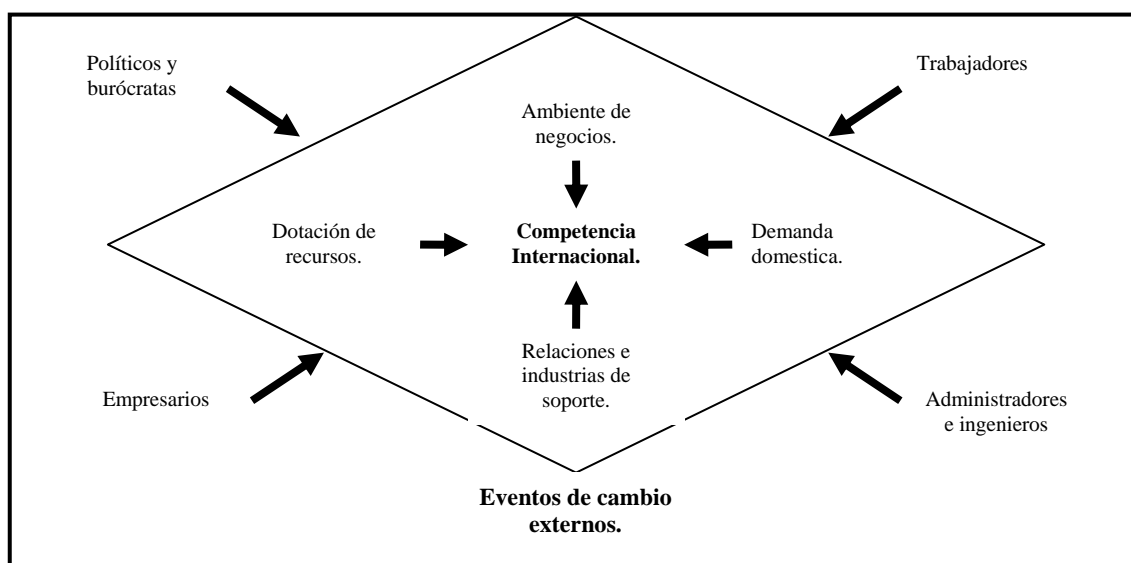 Políticos y
burócratas
Trabajadores
Ambiente de
negocios.
Dotación de
recursos.
Competencia
Internacional.
Demanda
domestica.
Relaciones e
industrias de
soporte.
Empresarios
Administradores
e ingenieros
Eventos de cambio
externos.